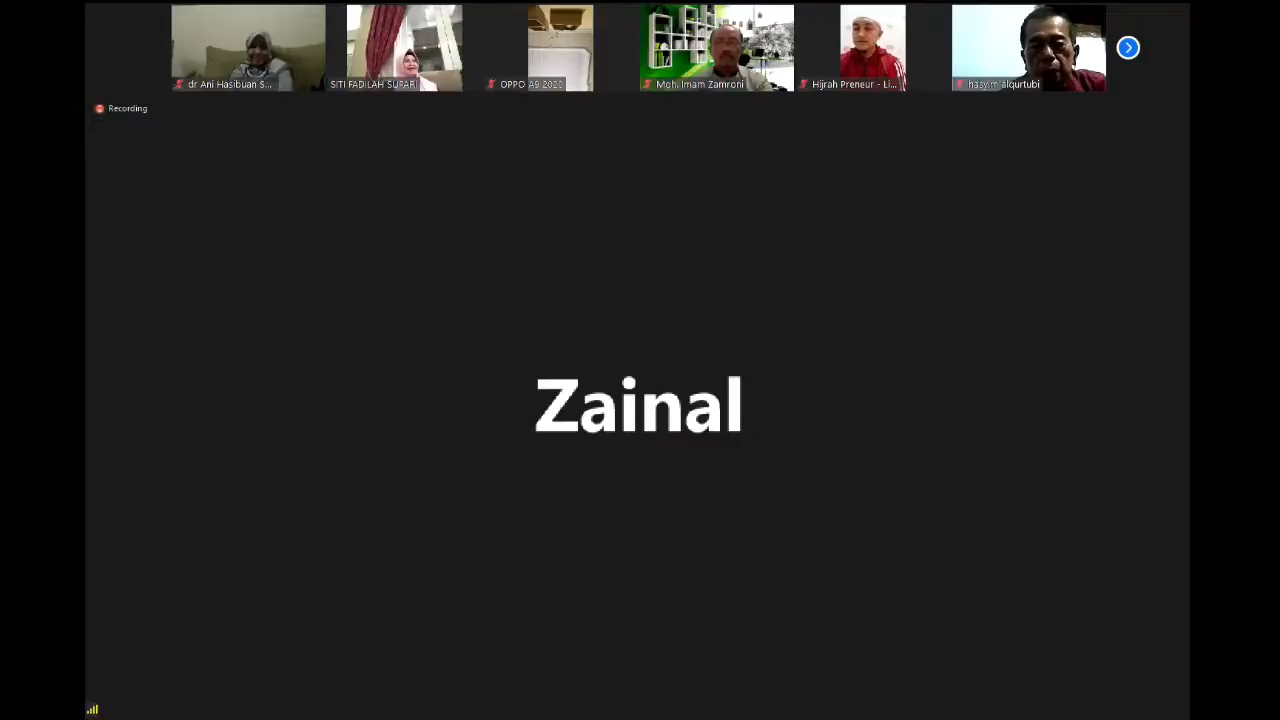 dr Ani Hasibuan S...
SITI FADILAH SUPARI
OPPO A9 2020
Moh. Imam Zamroni
Hijrah Preneur - Li...
hasyim alqurtubi
Recording
Zainal